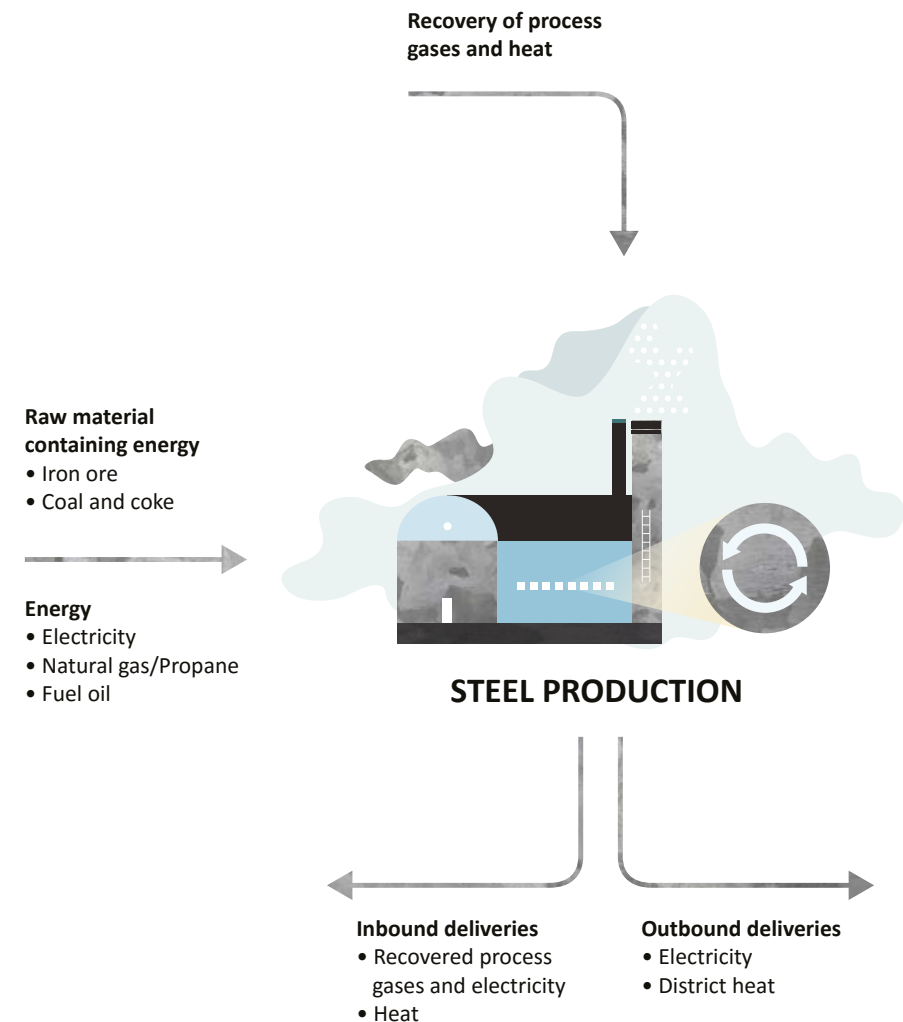 Recovery of process
gases and heat
Raw material
containing energy
• Iron ore
• Coal and coke
Energy
• Electricity
• Natural gas/Propane
• Fuel oil
STEEL PRODUCTION
Inbound deliveries
• Recovered process
gases and electricity
• Heat
Outbound deliveries
• Electricity
• District heat